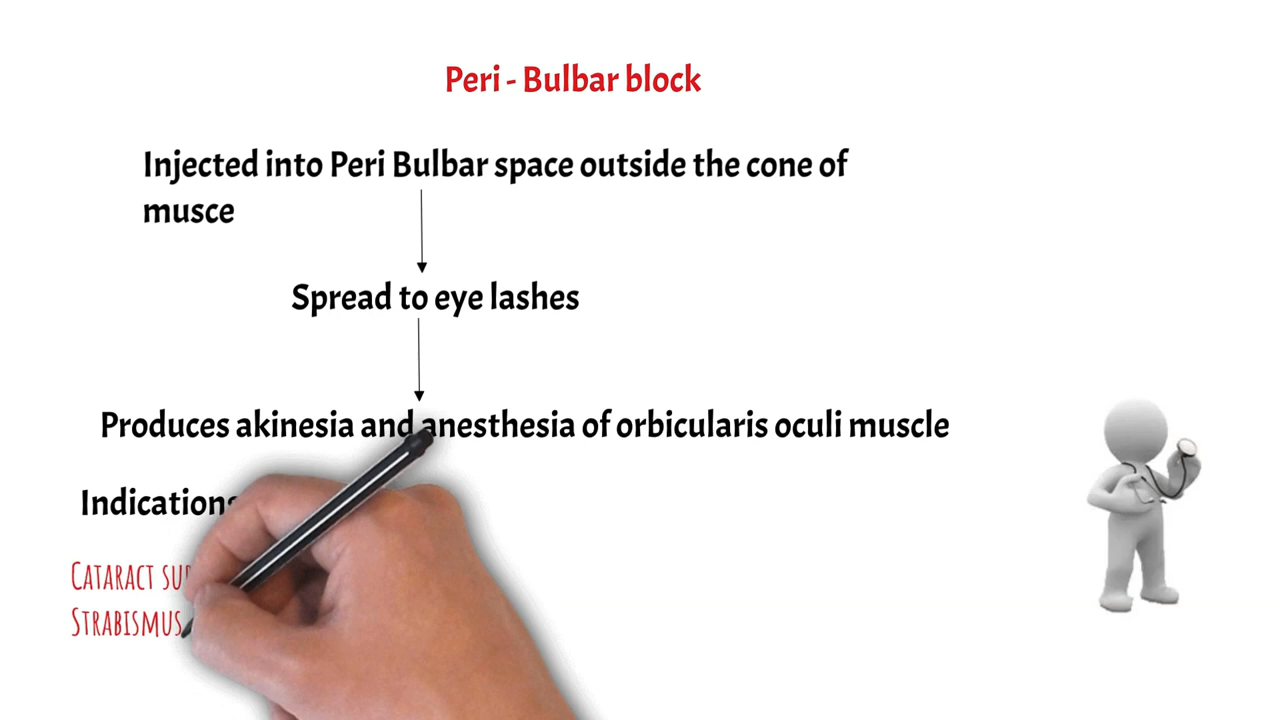 Peri - Bulbar block
Injected into Peri Bulbar space outside the cone of
musce
Spread to eye lashes
Produces akinesia and anesthesia of orbicularis oculi muscle
Indications
Cataract
Strabismus